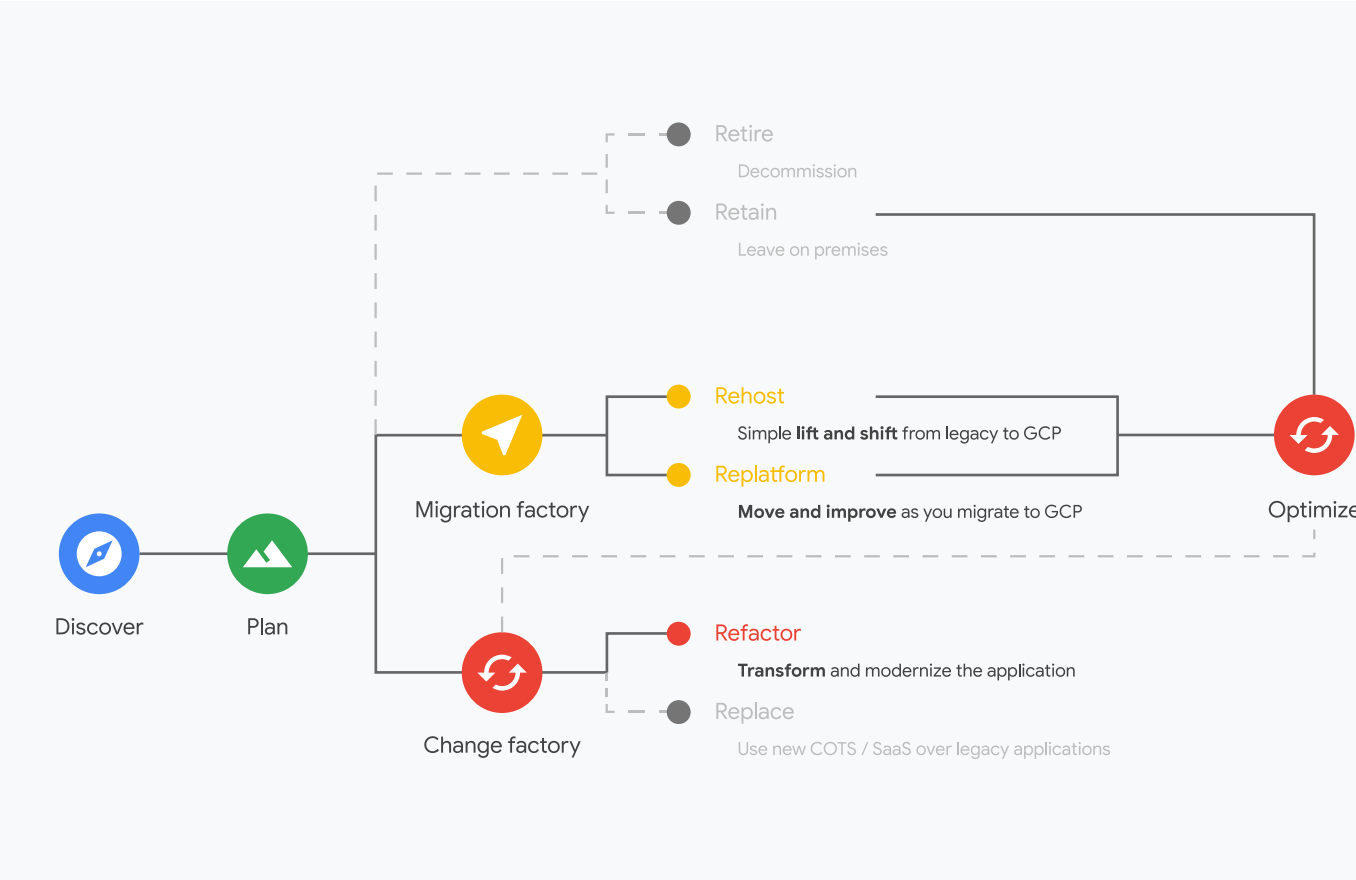 Retire
Decommission
Retain
Leave on premises
Rehost
Simple lift and shift from legacy to GCP
Replatform
Move and improve as you migrate to GCP
Migration factory
Optimize
Discover
Plan
Refactor
Transform and modernize the application
Replace
Use new COTS / SaaS over legacy applications
Change factory